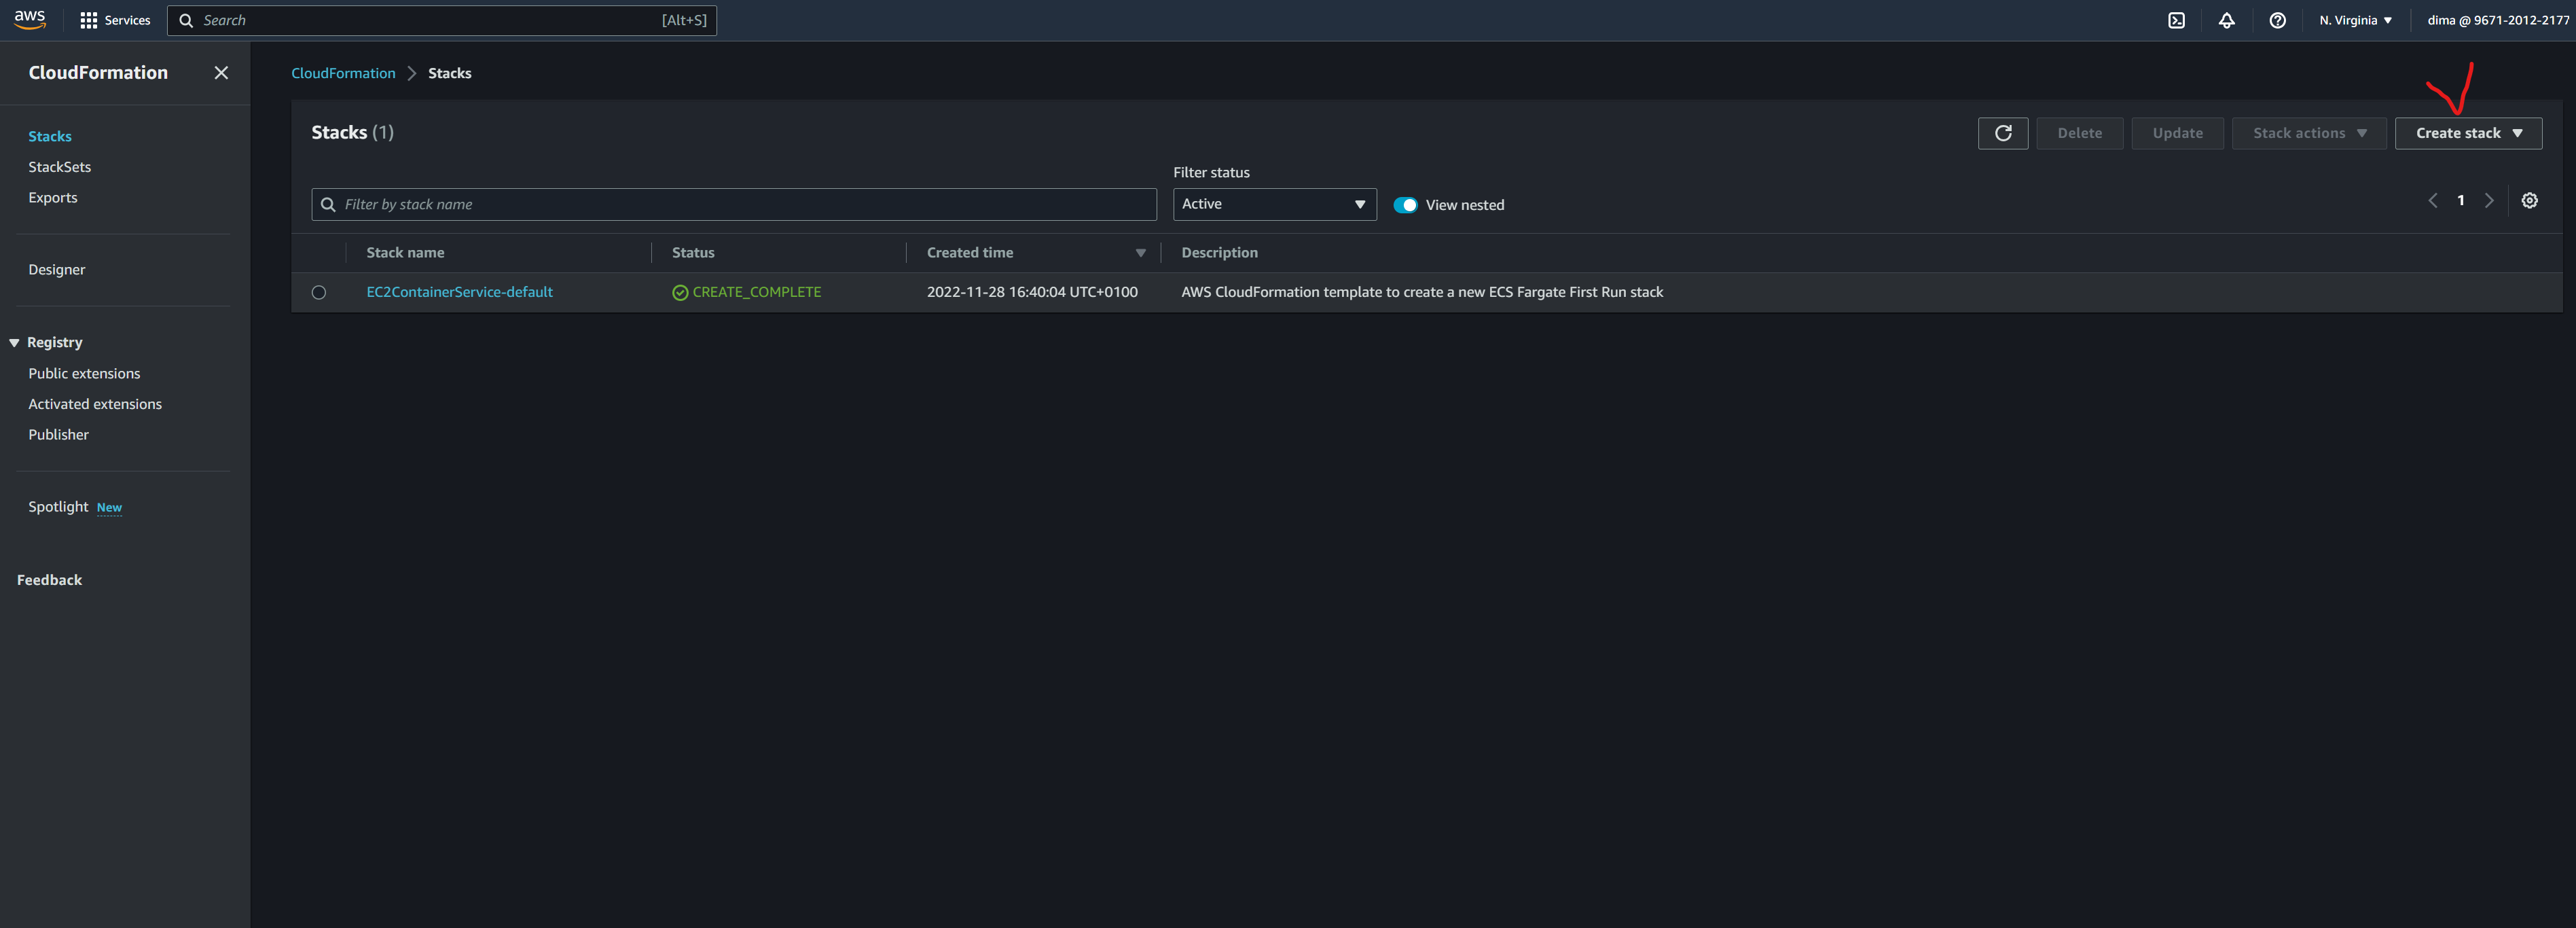 aws Services Search [Alt+S] N. Virginia dima @ 9671-2012-2177
CloudFormation
Stacks
StackSets
Exports
Designer
Registry
Public extensions
Activated extensions
Publisher
Spotlight New
Feedback
CloudFormation Stacks
Stacks (1) Delete Update Stack actions Create stack
Filter status
Filter by stack name Active View nested 1
Stack name Status Created time Description
EC2ContainerService-default CREATE_COMPLETE 2022-11-28 16:40:04 UTC+0100 AWS CloudFormation template to create a new ECS Fargate First Run stack